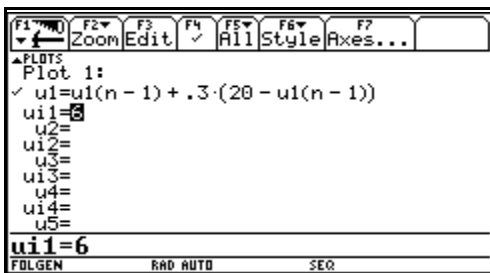 F1 F2 F3 F4 F5 F6 F7
Zoom Edit ✓ All Style Axes...
PLOTS
Plot 1:
✓ u1=u1(n - 1) + .3·(20 - u1(n - 1))
ui1=6
u2=
ui2=
u3=
ui3=
u4=
ui4=
u5=
ui1=6
FOLGEN RAD AUTO SEQ